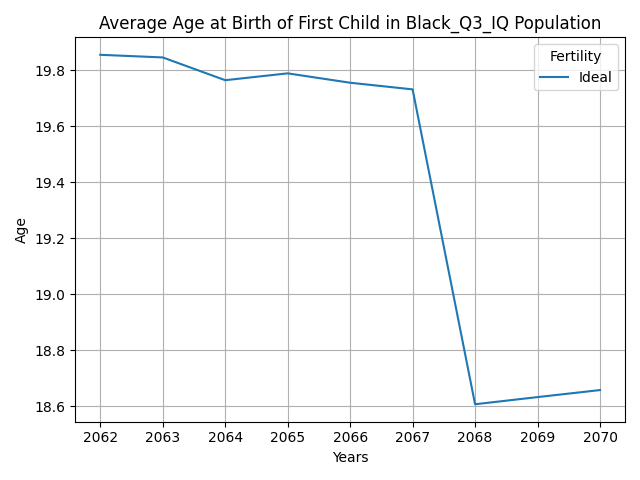 Average Age at Birth of First Child in Black_Q3_IQ Population
Fertility
Ideal
Age
19.8
19.6
19.4
19.2
19.0
18.8
18.6
2062 2063 2064 2065 2066 2067 2068 2069 2070
Years